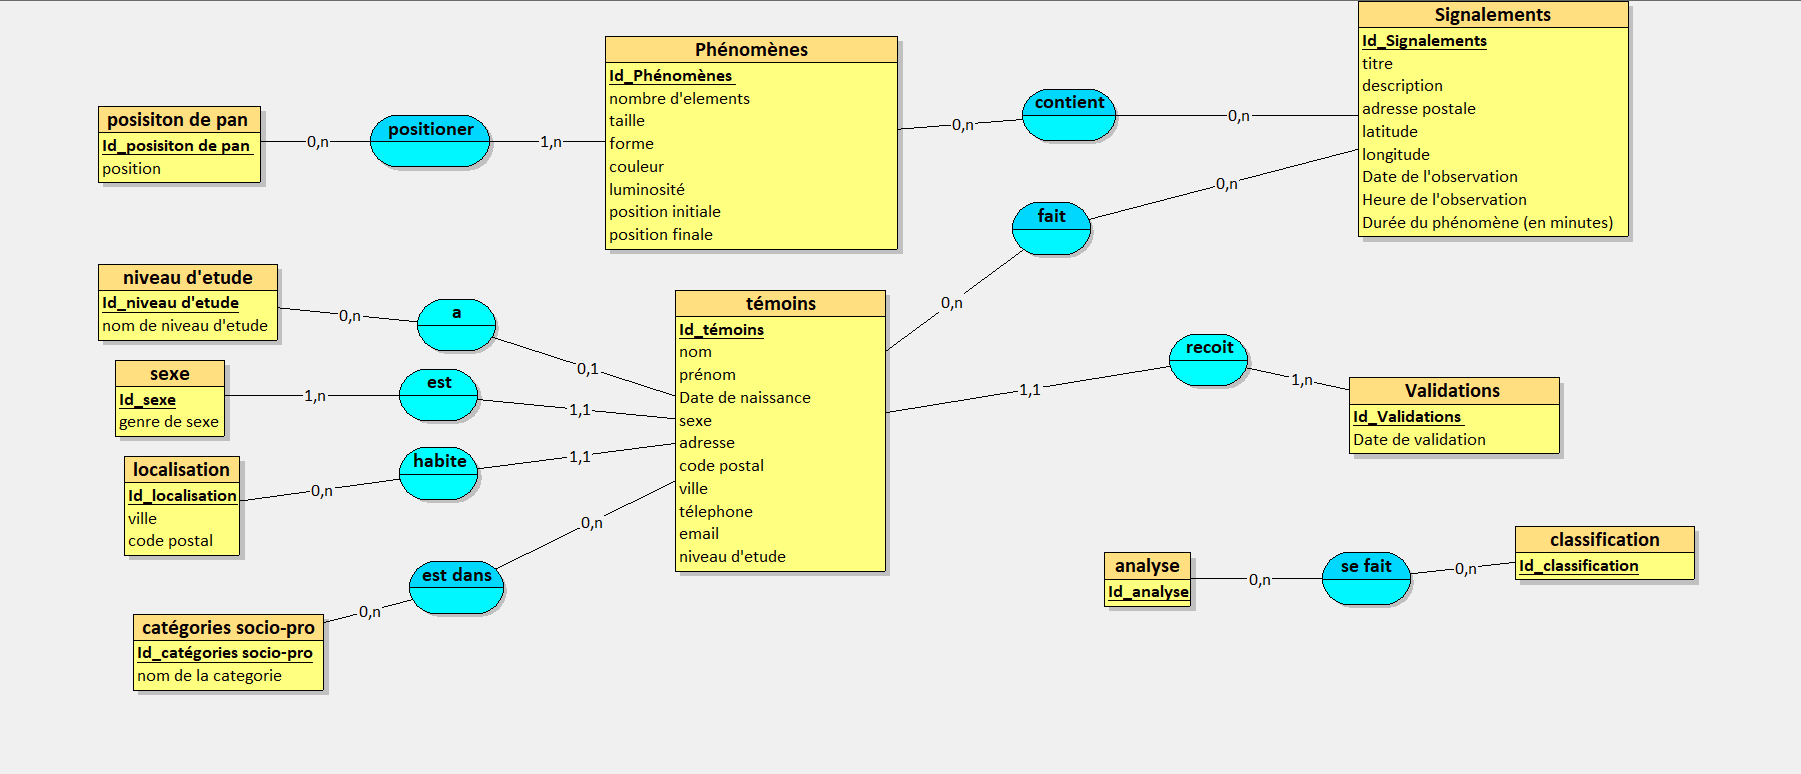 Signalements
Id_Signalements
titre
description
adresse postale
latitude
longitude
Date de l'observation
Heure de l'observation
Durée du phénomène (en minutes)
Phénomènes
Id_Phénomènes
nombre d'elements
taille
forme
couleur
luminosité
position initiale
position finale
contient
0,n
0,n
posisiton de pan
Id_posisiton de pan
position
0,n
positioner
1,n
fait
0,n
0,n
niveau d'etude
Id_niveau d'etude
nom de niveau d'etude
0,n
a
0,1
témoins
Id_témoins
nom
prénom
Date de naissance
sexe
adresse
code postal
ville
télephone
email
niveau d'etude
recoit
1,1
1,n
Validations
Id_Validations
Date de validation
sexe
Id_sexe
genre de sexe
1,n
est
1,1
localisation
Id_localisation
ville
code postal
0,n
habite
1,1
catégories socio-pro
Id_catégories socio-pro
nom de la categorie
0,n
est dans
0,n
analyse
Id_analyse
0,n
se fait
0,n
classification
Id_classification